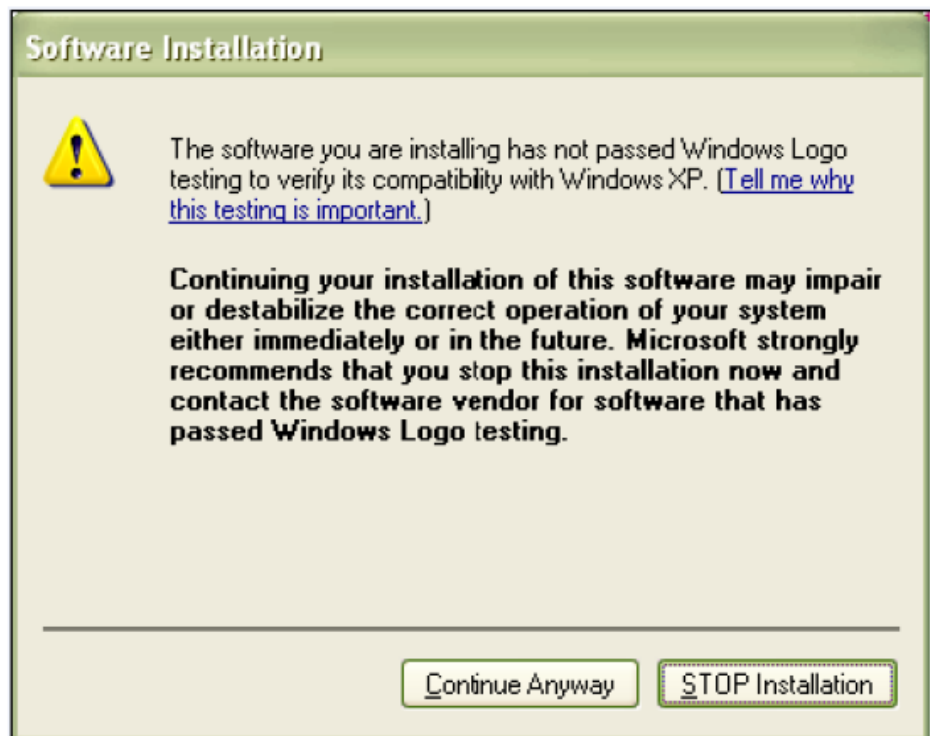 Software Installation
The software you are installing has not passed Windows Logo
testing to verify its compatibility with Windows XP. (Tell me why
this testing is important.)
Continuing your installation of this software may impair
or destabilize the correct operation of your system
either immediately or in the future. Microsoft strongly
recommends that you stop this installation now and
contact the software vendor for software that has
passed Windows Logo testing.
Continue Anyway
STOP Installation